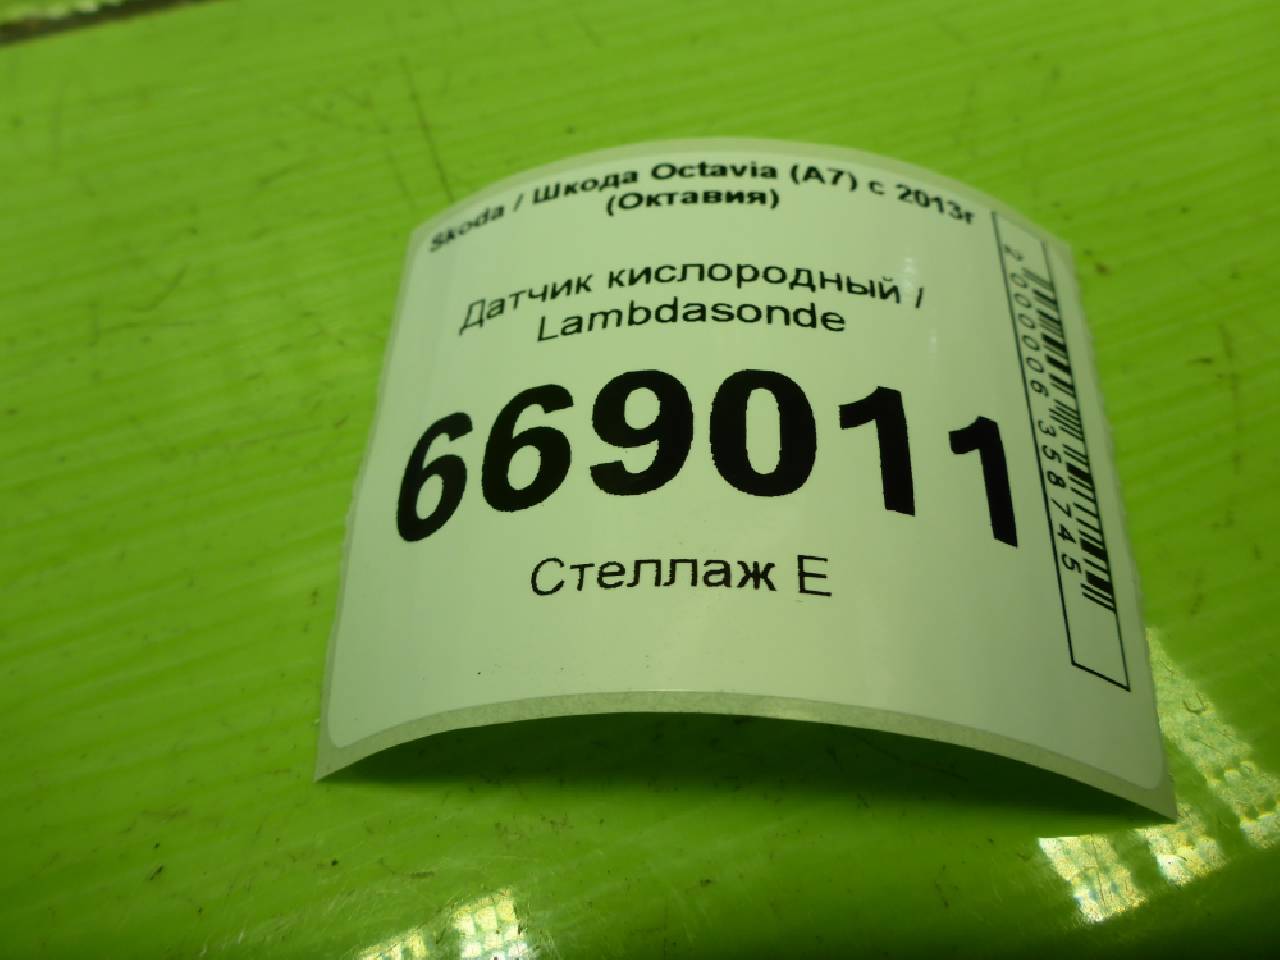 Skoda / Шкода Octavia (A7) с 2013г
(Октавия)
Датчик кислородный /
Lambdasonde
669011
Стеллаж Е
2000006358745